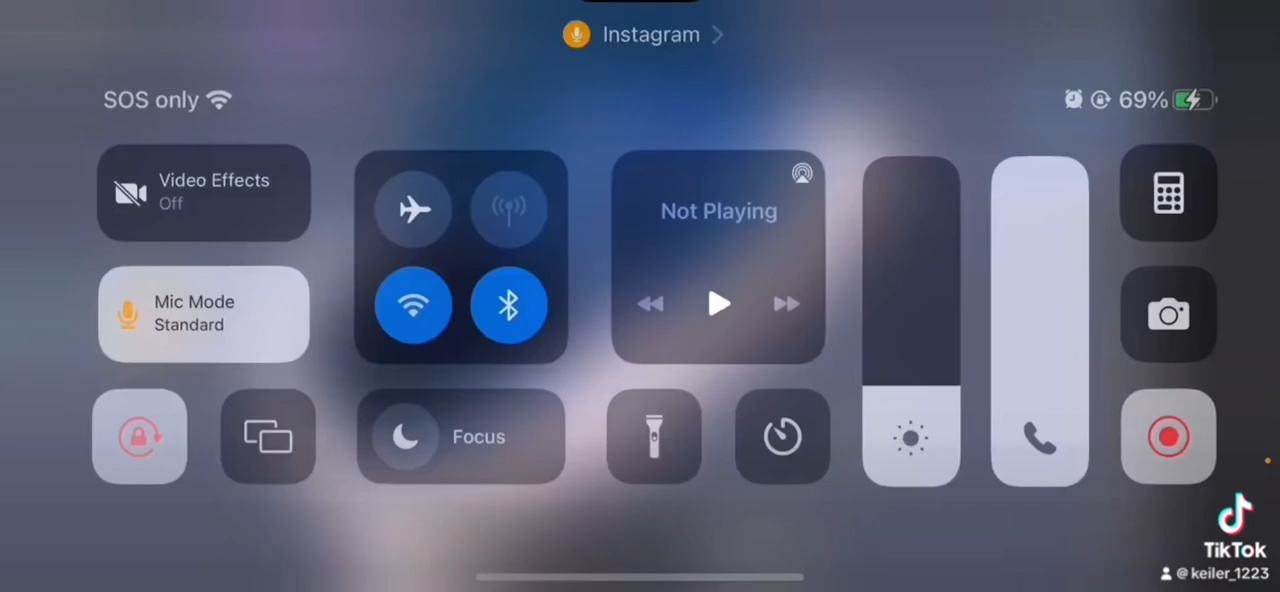 Instagram
SOS only
69%
Video Effects
Off
Not Playing
Mic Mode
Standard
Focus
TikTok
@keiler_1223